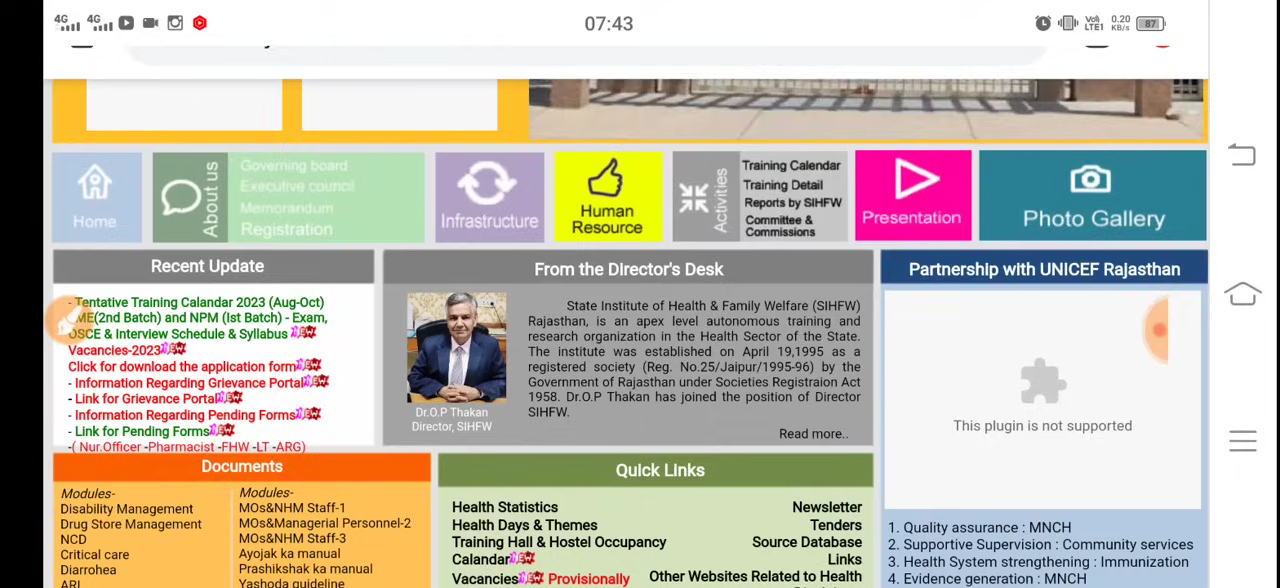 4G 4G 07:43 Vo) LTE1 0.20 KB/s 87
Home
About us
Governing board
Executive council
Memorandum
Registration
Infrastructure
Human
Resource
Activities
Training Calendar
Training Detail
Reports by SIHFW
Committee &
Commissions
Presentation
Photo Gallery
Recent Update
- Tentative Training Calandar 2023 (Aug-Oct)
ME(2nd Batch) and NPM (Ist Batch) - Exam,
OSCE & Interview Schedule & Syllabus NEW
Vacancies-2023 NEW
Click for download the application form NEW
- Information Regarding Grievance Portal NEW
- Link for Grievance Portal NEW
- Information Regarding Pending Forms NEW
- Link for Pending Forms NEW
-( Nur.Officer -Pharmacist -FHW -LT -ARG)
From the Director's Desk
State Institute of Health & Family Welfare (SIHFW)
Rajasthan, is an apex level autonomous training and
research organization in the Health Sector of the State.
The institute was established on April 19,1995 as a
registered society (Reg. No.25/Jaipur/1995-96) by the
Government of Rajasthan under Societies Registraion Act
1958. Dr.O.P Thakan has joined the position of Director
SIHFW.
Dr.O.P Thakan
Director, SIHFW
Read more..
Partnership with UNICEF Rajasthan
This plugin is not supported
1. Quality assurance : MNCH
2. Supportive Supervision : Community services
3. Health System strengthening : Immunization
4. Evidence generation : MNCH
Documents
Modules-
Disability Management
Drug Store Management
NCD
Critical care
Diarrohea
ARI
Modules-
MOs&NHM Staff-1
MOs&Managerial Personnel-2
MOs&NHM Staff-3
Ayojak ka manual
Prashikshak ka manual
Yashoda guideline
Quick Links
Health Statistics
Health Days & Themes
Training Hall & Hostel Occupancy
Calandar NEW
Vacancies NEW Provisionally
Newsletter
Tenders
Source Database
Links
Other Websites Related to Health